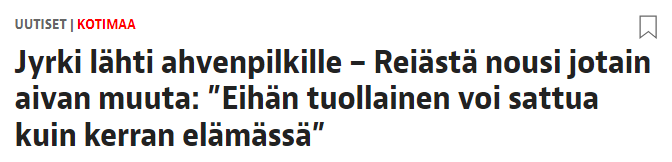 UUTISET | KOTIMAA
Jyrki lähti ahvenpilkille – Reiästä nousi jotain
aivan muuta: ”Eihän tuollainen voi sattua
kuin kerran elämässä”